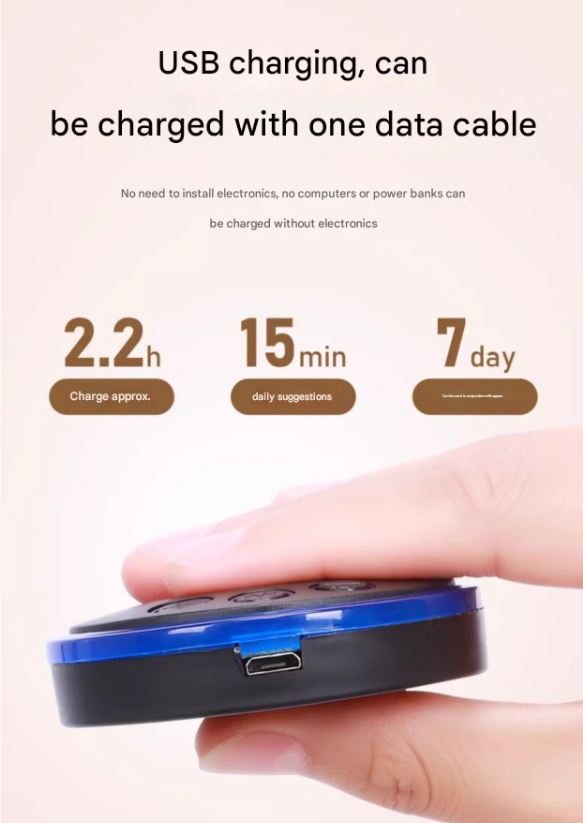 USB charging, can
be charged with one data cable
No need to install electronics, no computers or power banks can
be charged without electronics
2.2h
15min
7day
Charge approx.
daily suggestions